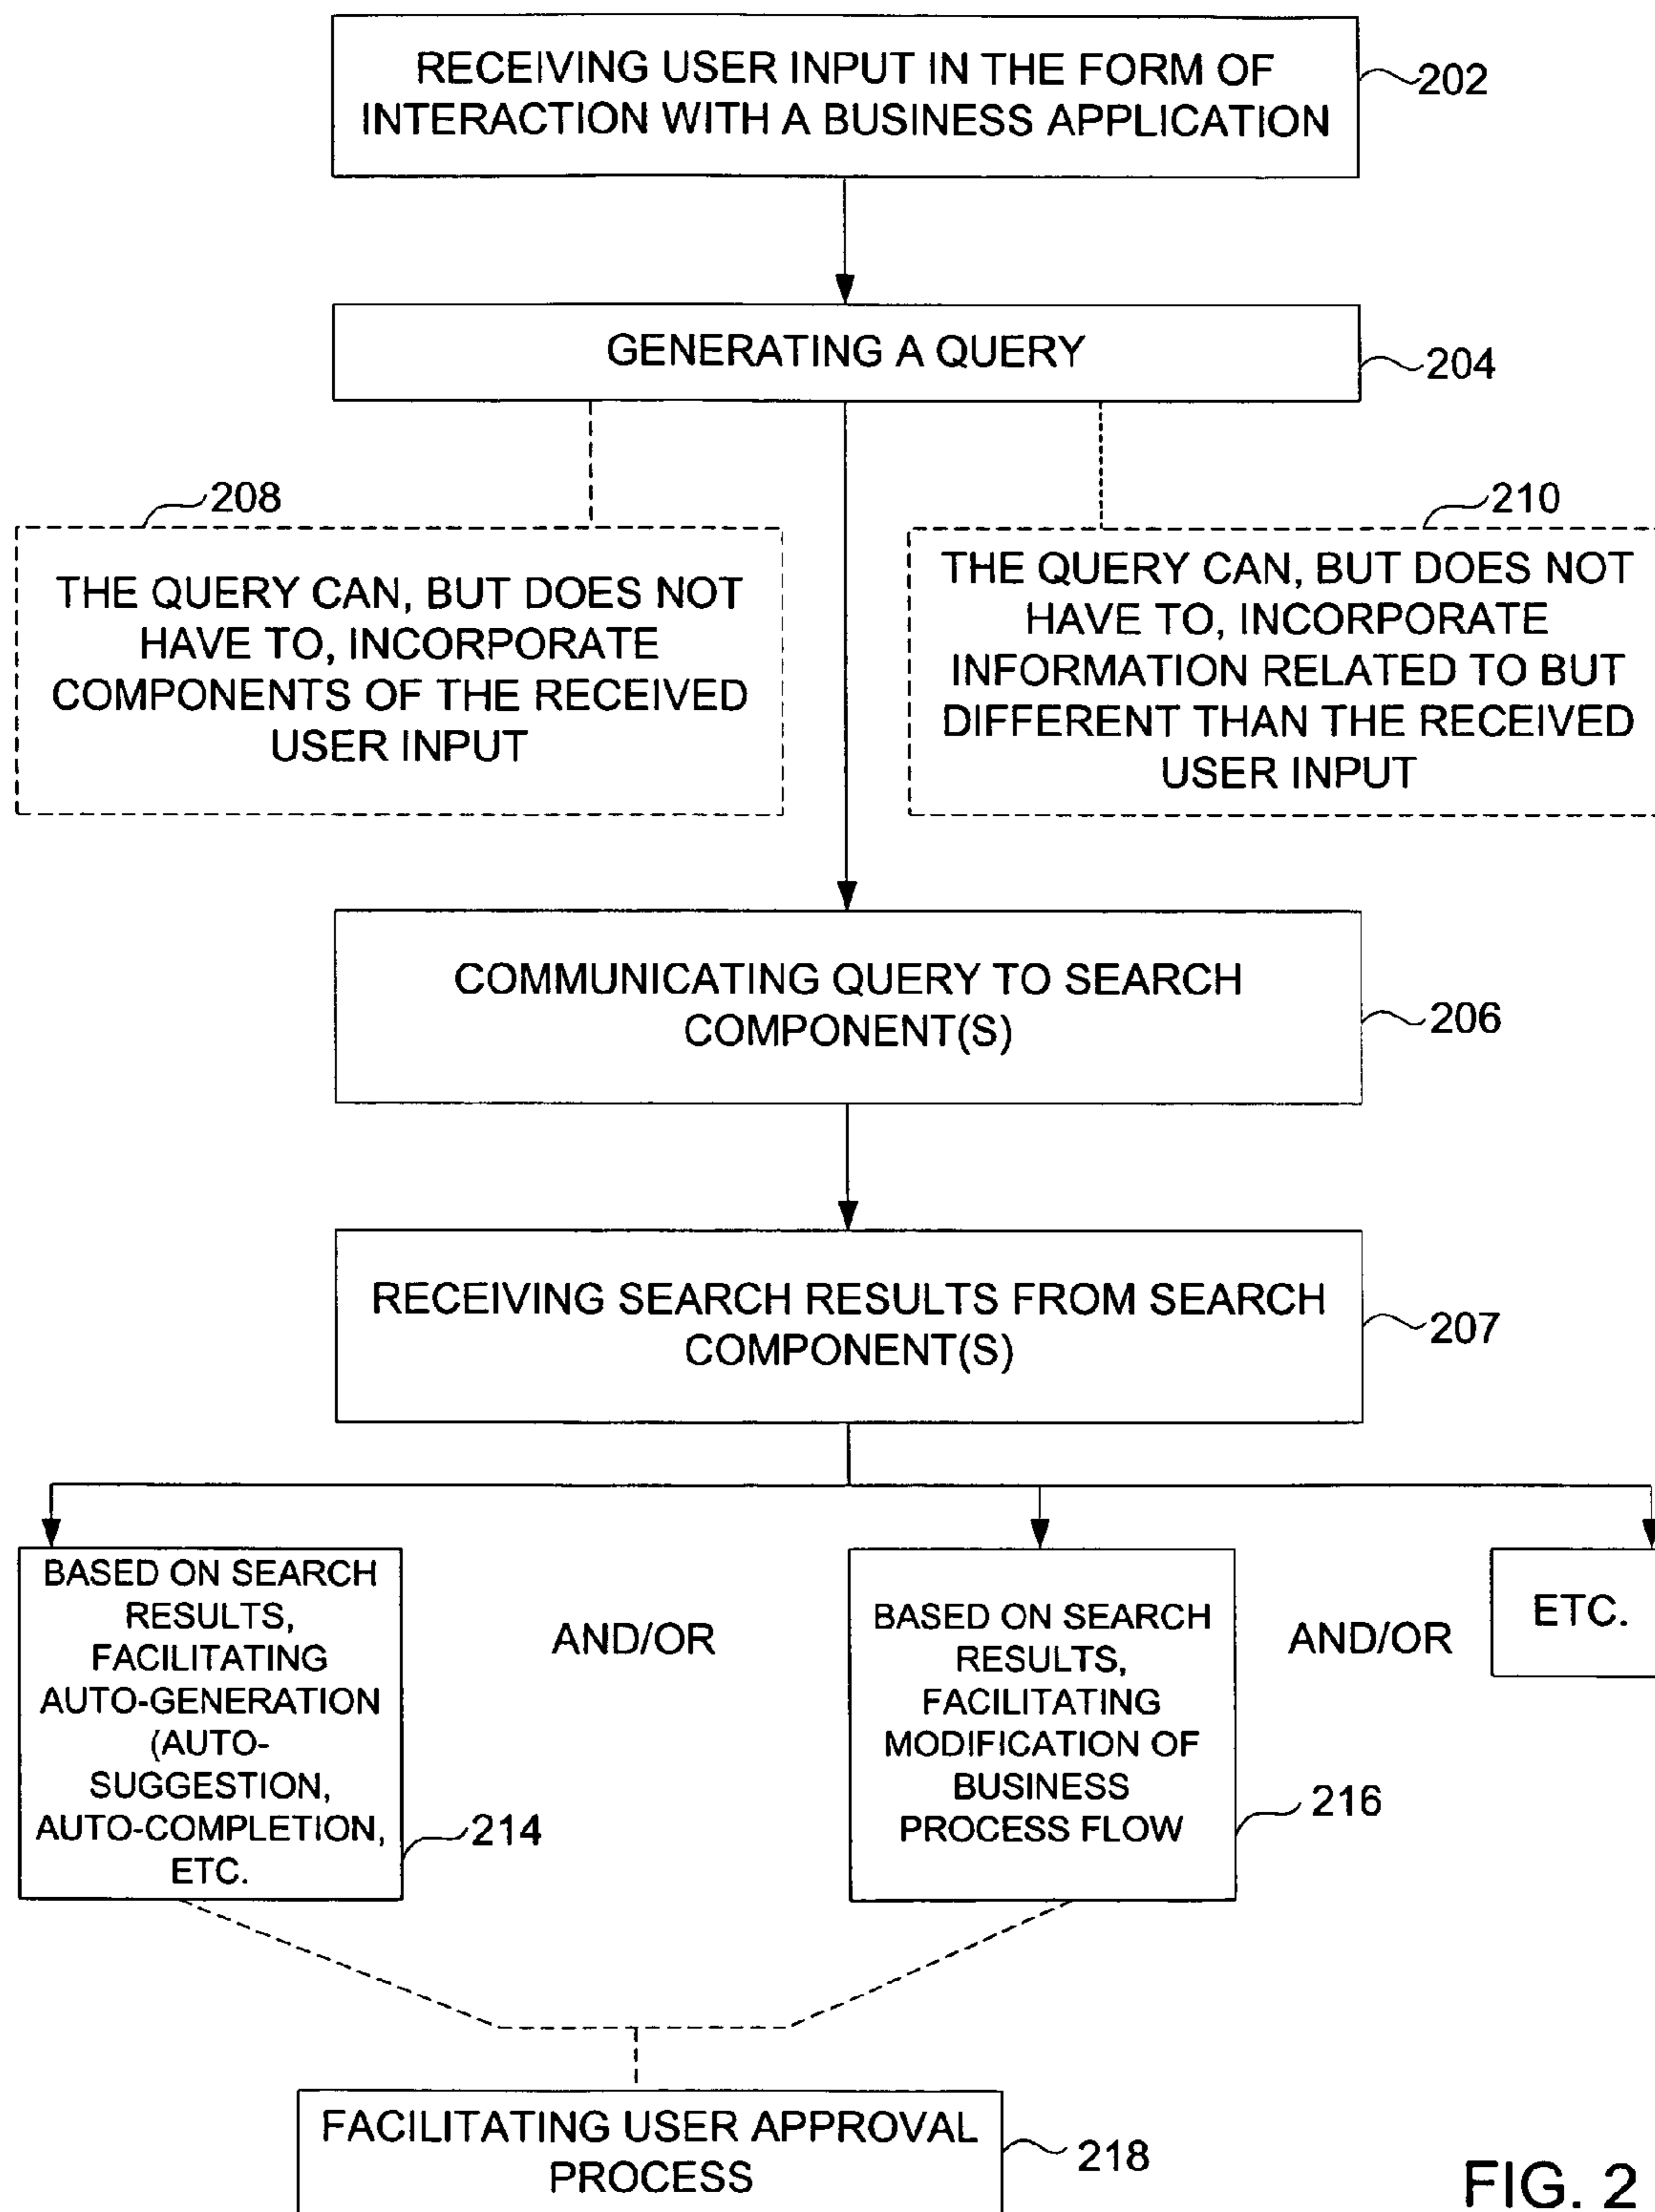 RECEIVING USER INPUT IN THE FORM OF
INTERACTION WITH A BUSINESS APPLICATION
202
GENERATING A QUERY
204
208
THE QUERY CAN, BUT DOES NOT
HAVE TO, INCORPORATE
COMPONENTS OF THE RECEIVED
USER INPUT
210
THE QUERY CAN, BUT DOES NOT
HAVE TO, INCORPORATE
INFORMATION RELATED TO BUT
DIFFERENT THAN THE RECEIVED
USER INPUT
COMMUNICATING QUERY TO SEARCH
COMPONENT(S)
206
RECEIVING SEARCH RESULTS FROM SEARCH
COMPONENT(S)
207
BASED ON SEARCH
RESULTS,
FACILITATING
AUTO-GENERATION
(AUTO-
SUGGESTION,
AUTO-COMPLETION,
ETC.
214
AND/OR
BASED ON SEARCH
RESULTS,
FACILITATING
MODIFICATION OF
BUSINESS
PROCESS FLOW
216
AND/OR
ETC.
FACILITATING USER APPROVAL
PROCESS
218
FIG. 2